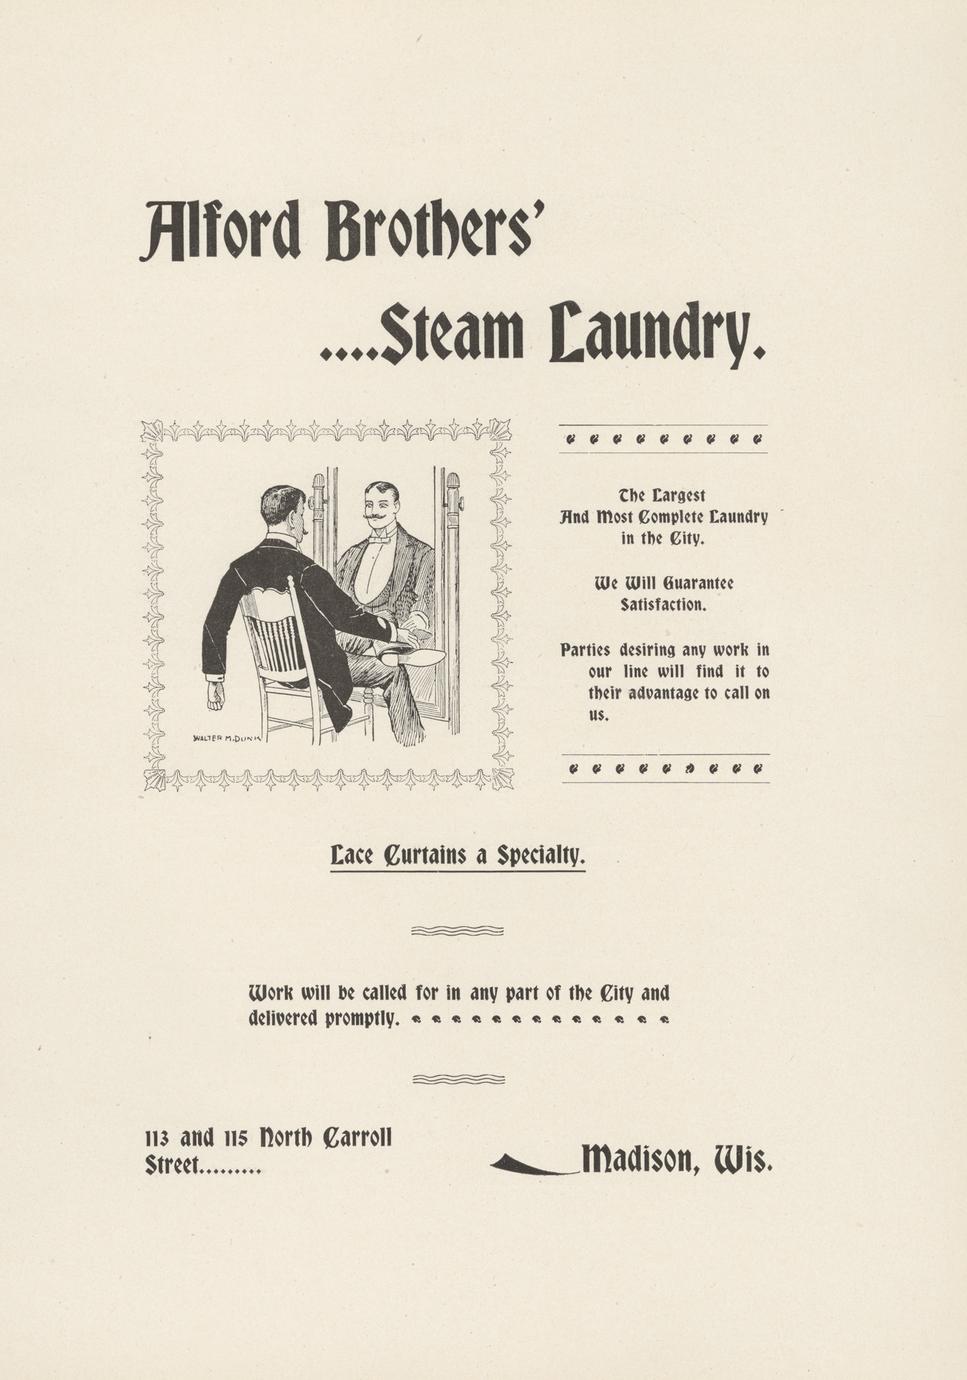 Alford Brothers'
....Steam Laundry.
WALTER M. DUNK
The Largest
And Most Complete Laundry
in the City.
We Will Guarantee
Satisfaction.
Parties desiring any work in
our line will find it to
their advantage to call on
us.
Lace Curtains a Specialty.
Work will be called for in any part of the City and
delivered promptly.
113 and 115 North Carroll
Street.........
Madison, Wis.